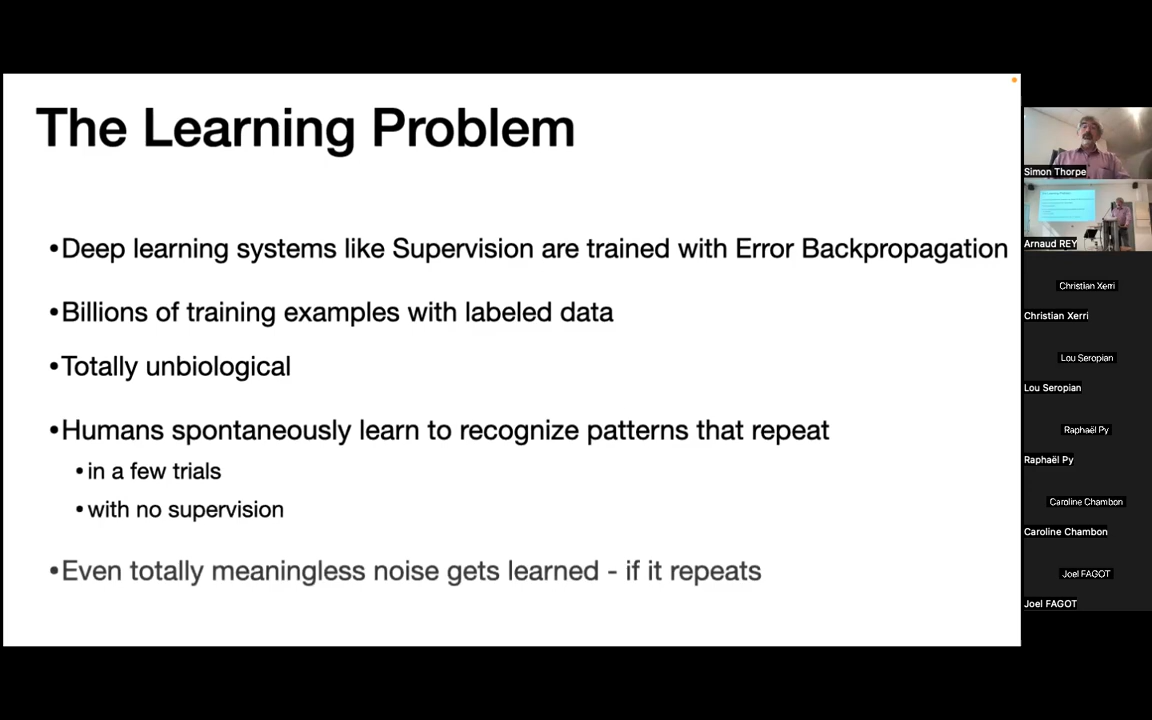 The Learning Problem
•Deep learning systems like Supervision are trained with Error Backpropagation
•Billions of training examples with labeled data
•Totally unbiological
•Humans spontaneously learn to recognize patterns that repeat
•in a few trials
•with no supervision
•Even totally meaningless noise gets learned - if it repeats
Simon Thorpe
Arnaud REY
Christian Xerri
Christian Xerri
Lou Seropian
Lou Seropian
Raphaël Py
Raphaël Py
Caroline Chambon
Caroline Chambon
Joel FAGOT
Joel FAGOT